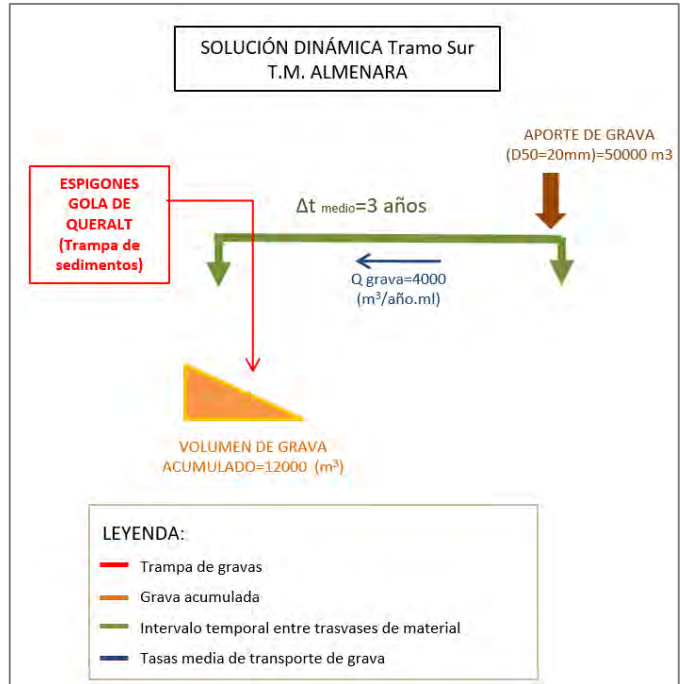 SOLUCIÓN DINÁMICA Tramo Sur
T.M. ALMENARA
APORTE DE GRAVA
(D50=20mm)=50000 m3
ESPIGONES
GOLA DE
QUERALT
(Trampa de
sedimentos)
Δt medio=3 años
Q grava=4000
(m³/año.ml)
VOLUMEN DE GRAVA
ACUMULADO=12000 (m³)
LEYENDA:
Trampa de gravas
Grava acumulada
Intervalo temporal entre trasvases de material
Tasas media de transporte de grava